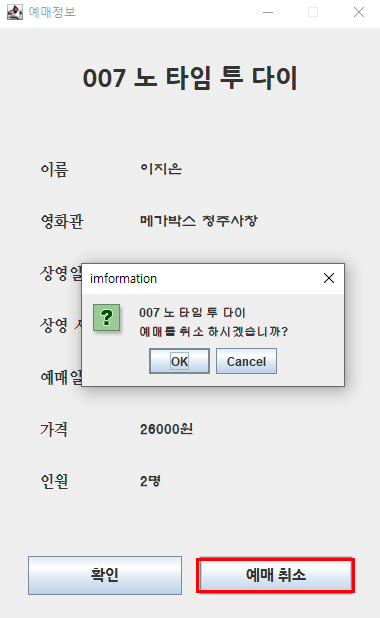 예매정보
007 노 타임 투 다이
이름 이지은
영화관 메가박스 청주사창
상영일
imformation
상영 시
007 노 타임 투 다이
예매를 취소 하시겠습니까?
예매일
OK Cancel
가격 26000원
인원 2명
확인 예매 취소